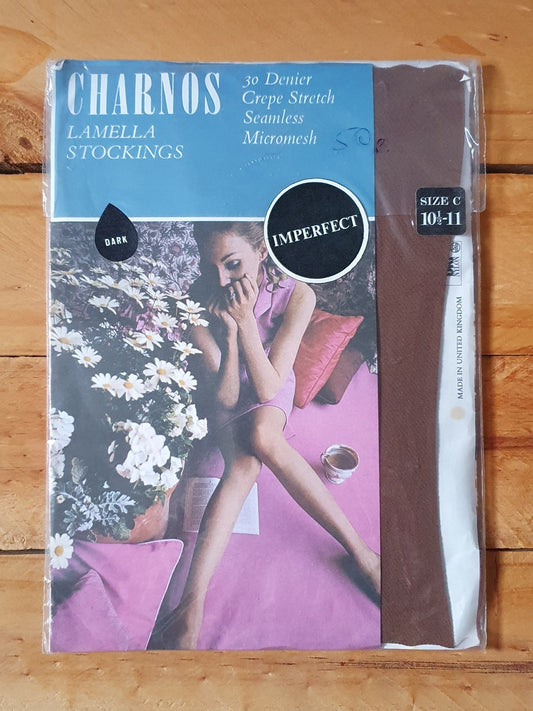 CHARNOS
LAMELLA
STOCKINGS
30 Denier
Crepe Stretch
Seamless
Micromesh
DARK
IMPERFECT
SIZE C
10½-11
NYLON
MADE IN UNITED KINGDOM